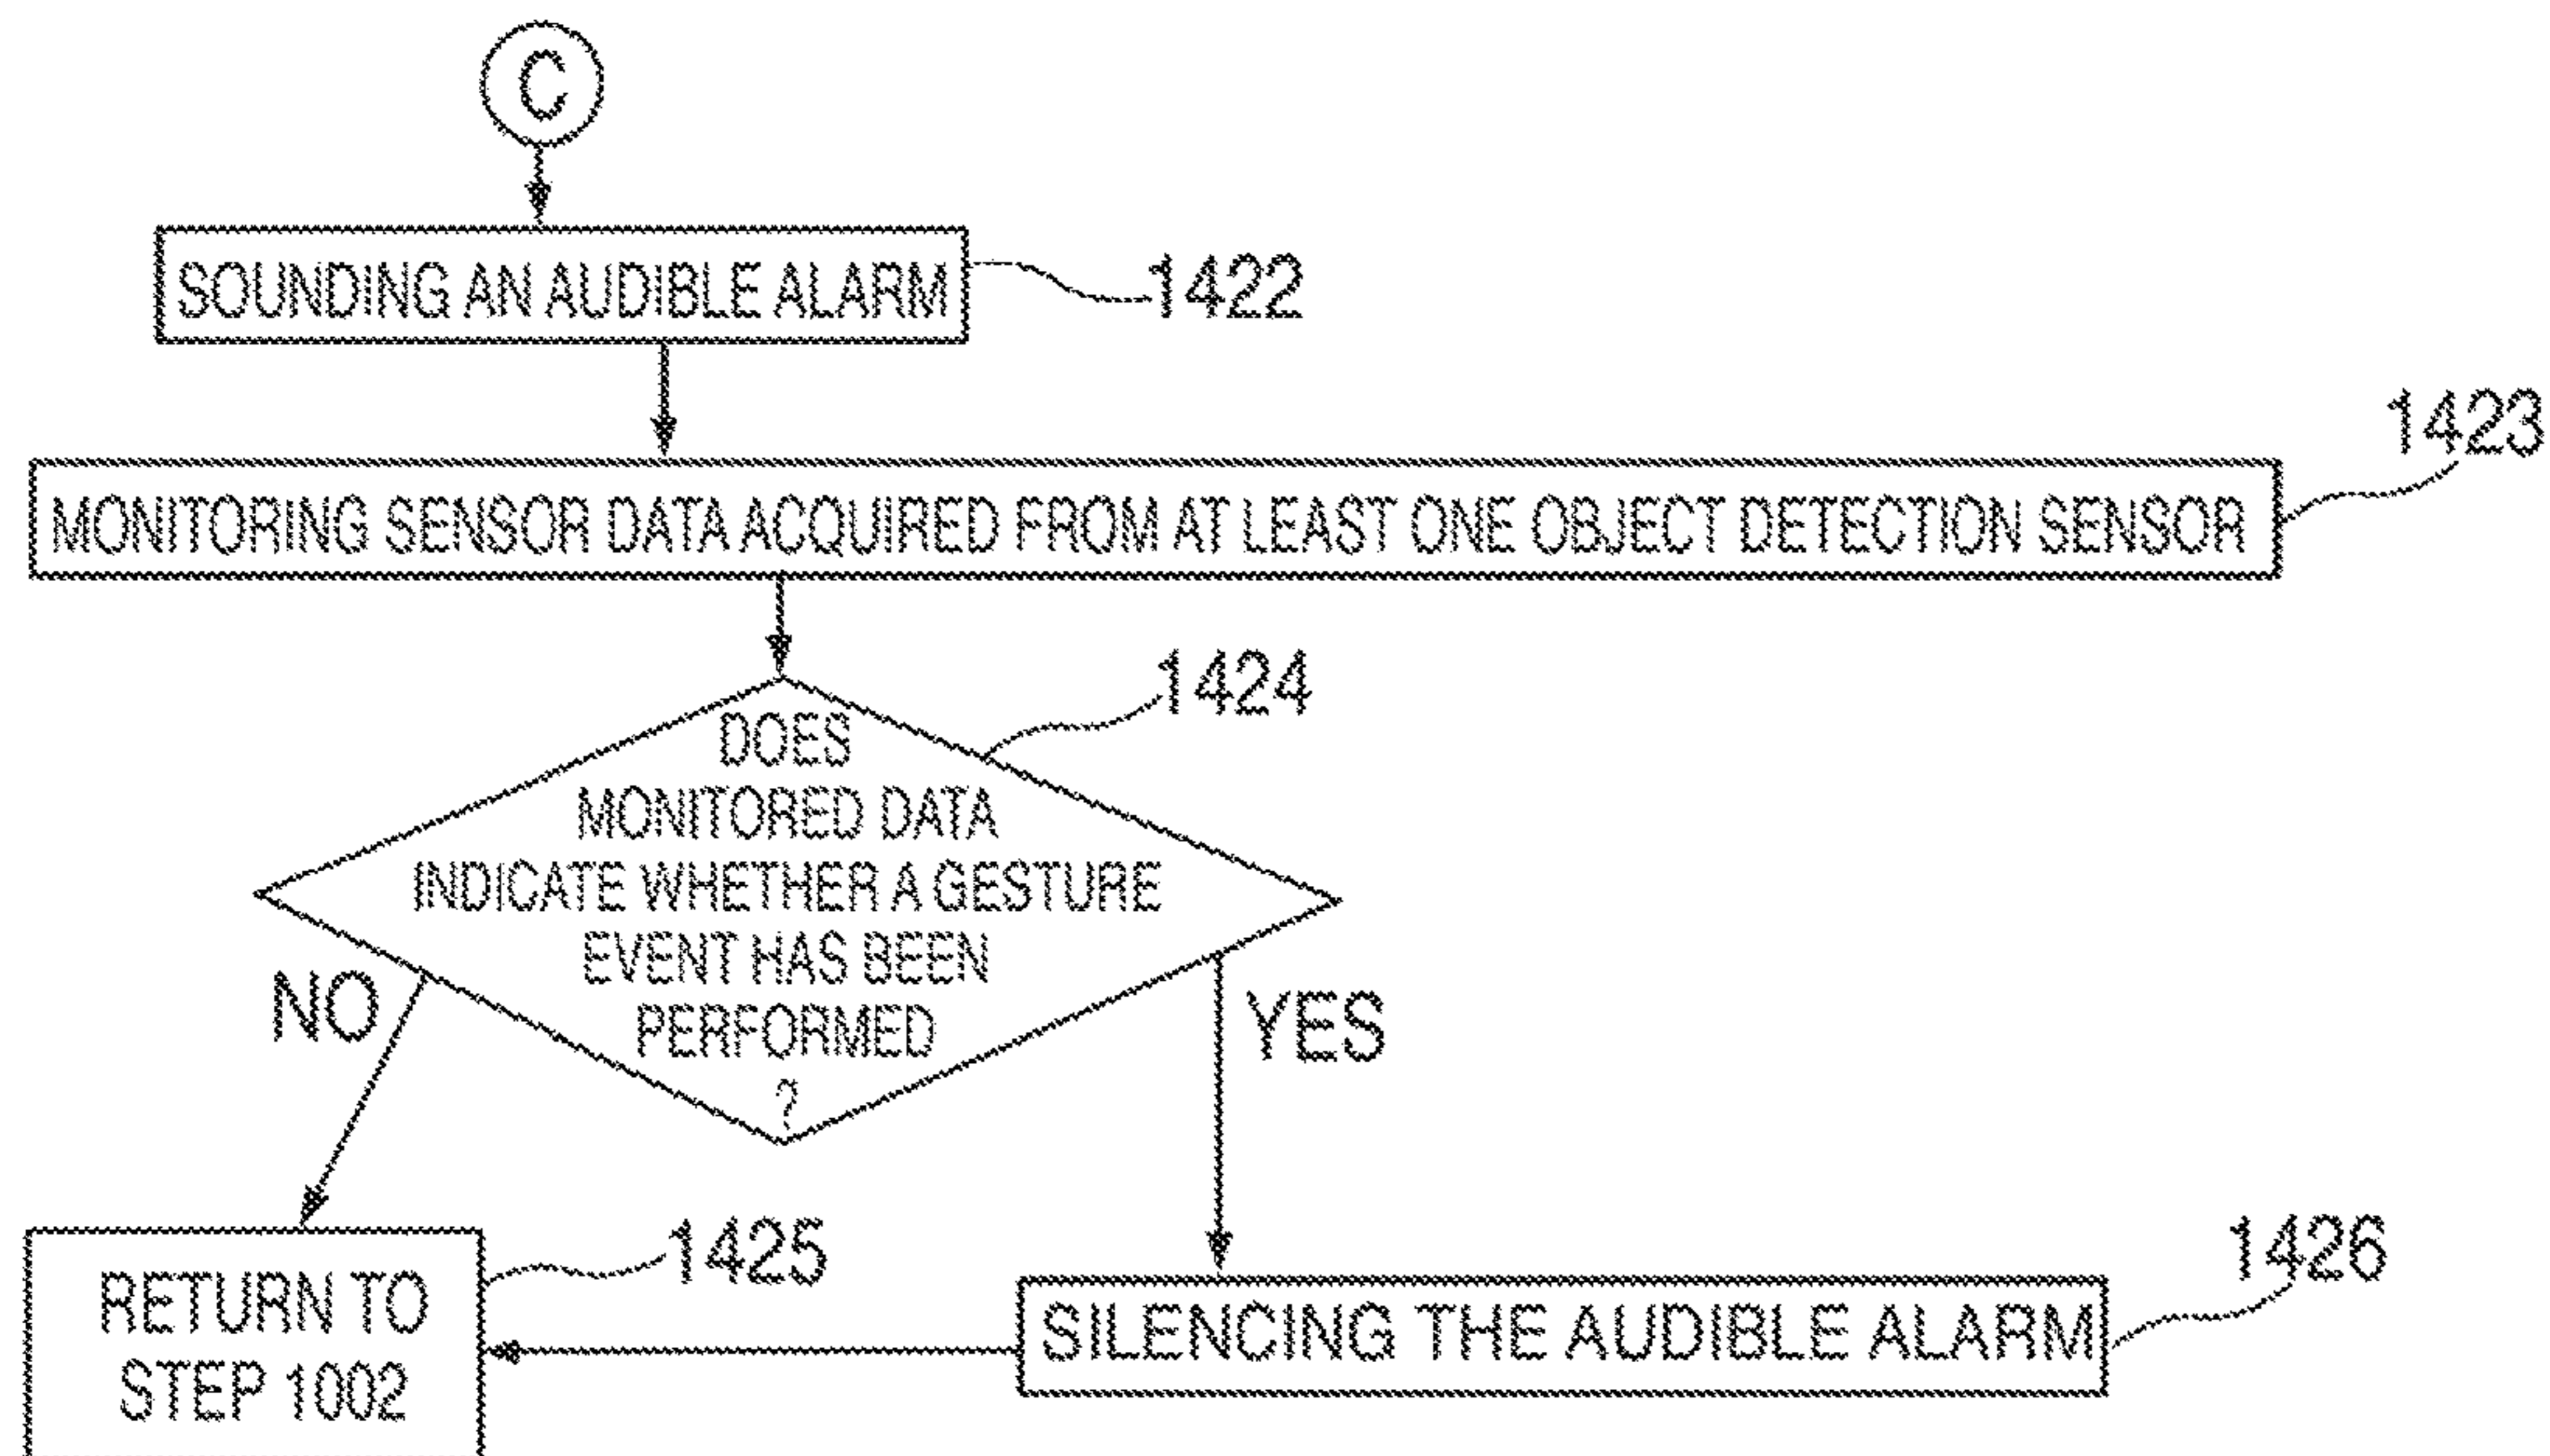 C
SOUNDING AN AUDIBLE ALARM
1422
1423
MONITORING SENSOR DATA ACQUIRED FROM AT LEAST ONE OBJECT DETECTION SENSOR
1424
DOES
MONITORED DATA
INDICATE WHETHER A GESTURE
EVENT HAS BEEN
PERFORMED
?
NO
YES
1425
RETURN TO
STEP 1002
1426
SILENCING THE AUDIBLE ALARM